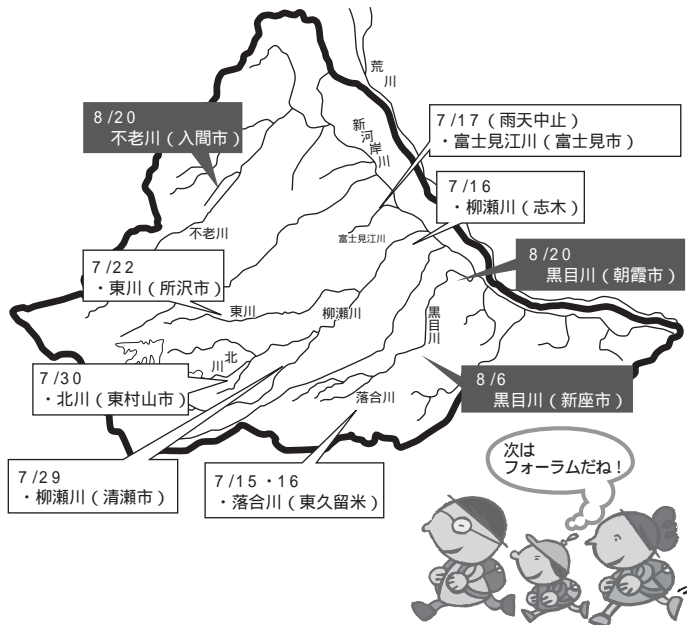 荒川
8/20
不老川（入間市）
新河岸川
7/17（雨天中止）
・富士見江川（富士見市）
7/16
・柳瀬川（志木）
不老川
富士見江川
8/20
黒目川（朝霞市）
7/22
・東川（所沢市）
東川
柳瀬川
黒目川
北川
7/30
・北川（東村山市）
8/6
黒目川（新座市）
落合川
7/29
・柳瀬川（清瀬市）
7/15・16
・落合川（東久留米）
次は
フォーラムだね！